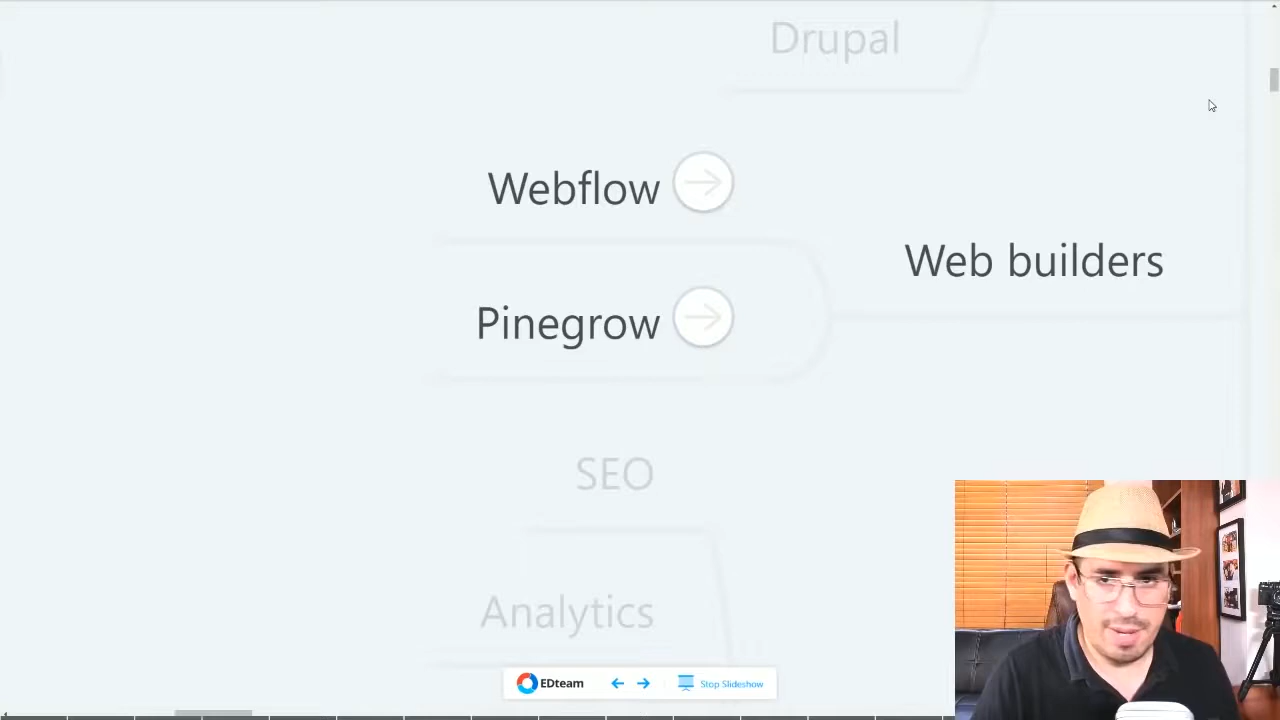 Drupal
Webflow
Web builders
Pinegrow
SEO
Analytics
EDteam
Stop Slideshow